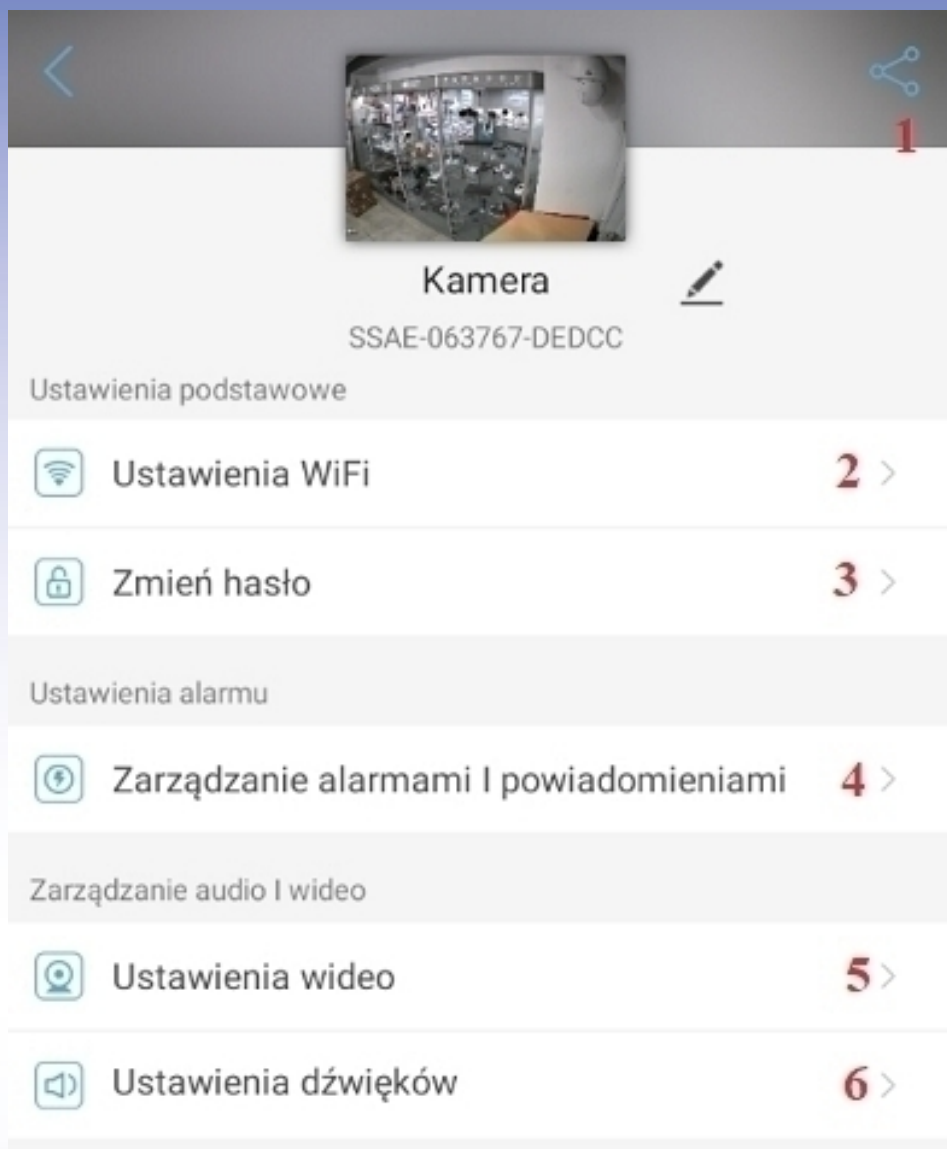 1
Kamera
SSAE-063767-DEDCC
Ustawienia podstawowe
Ustawienia WiFi 2
Zmień hasło 3
Ustawienia alarmu
Zarządzanie alarmami I powiadomieniami 4
Zarządzanie audio I wideo
Ustawienia wideo 5
Ustawienia dźwięków 6